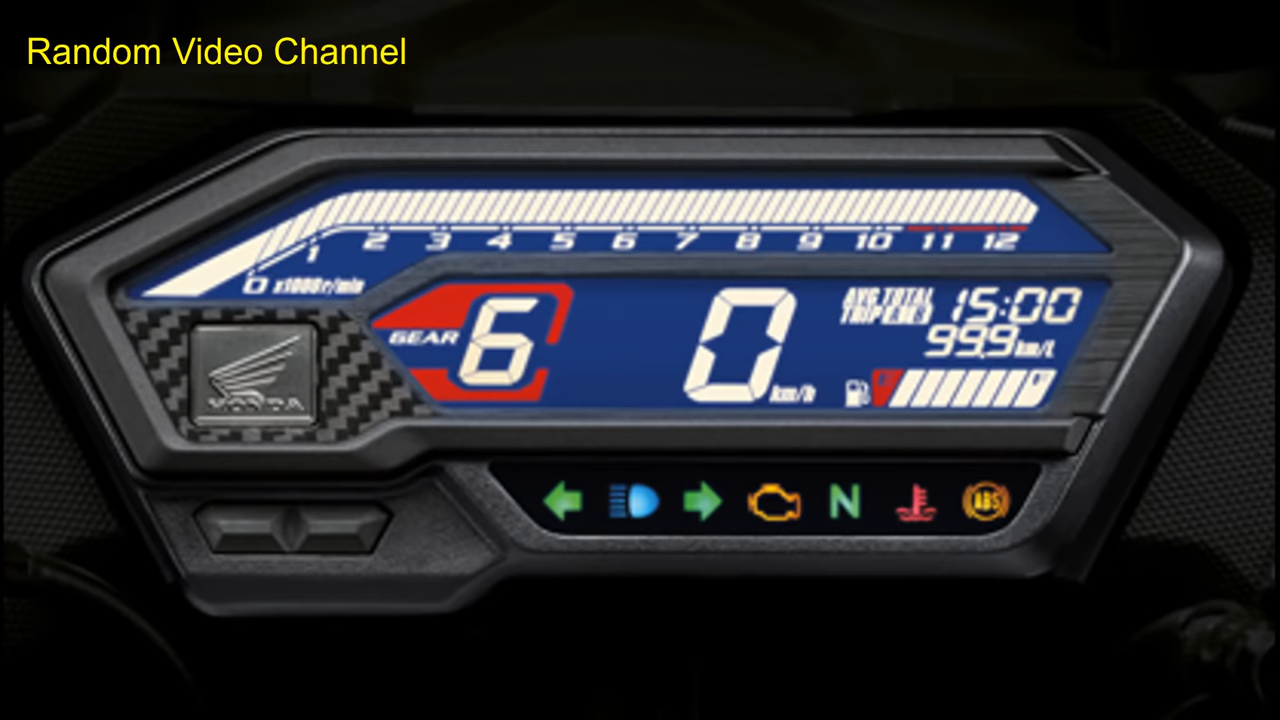 Random Video Channel
0 1 2 3 4 5 6 7 8 9 10 11 12
x1000r/min
GEAR 6
0 km/h
AVG. TOTAL
TRIP A B
15:00
99.9 km/L
HONDA
N
ABS